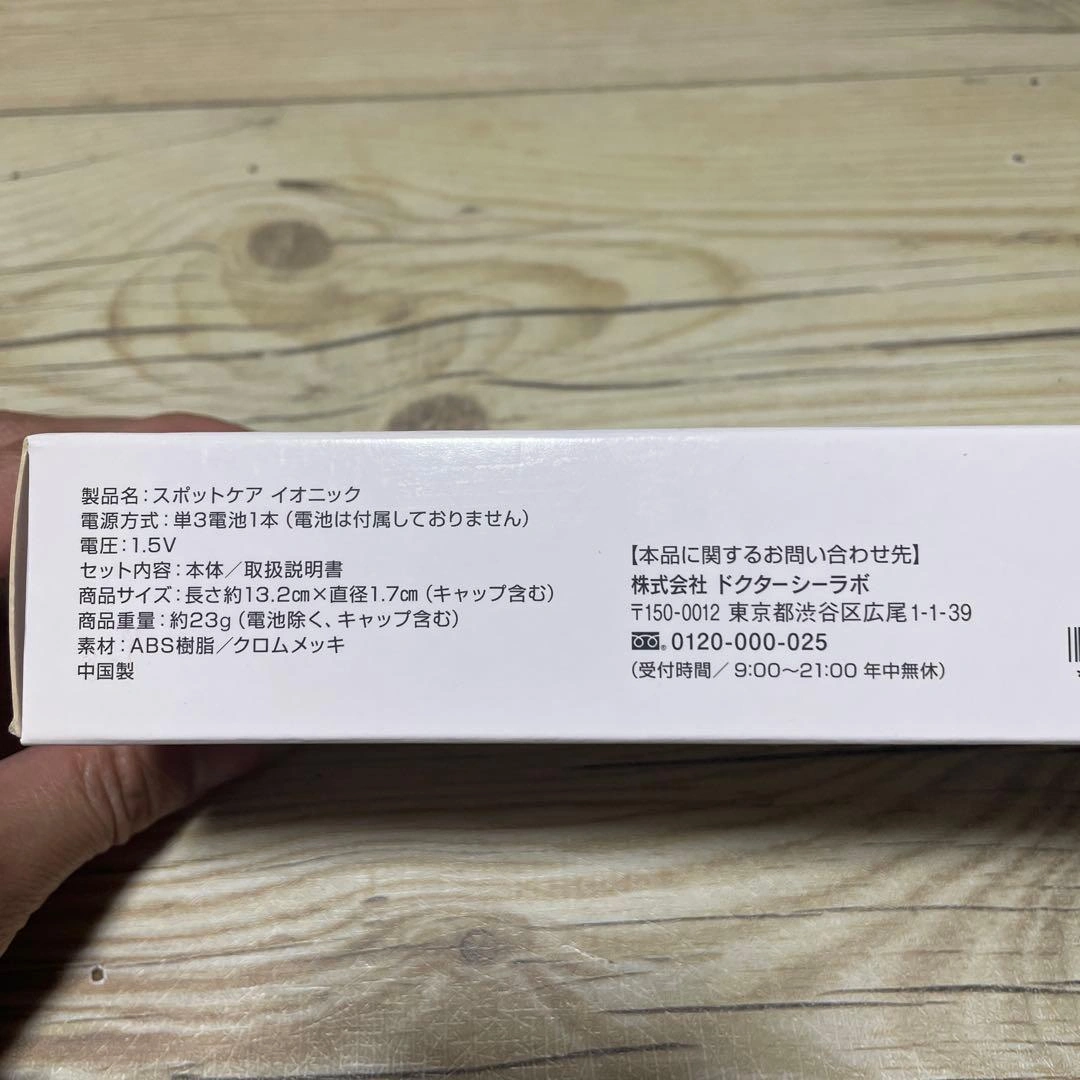 製品名：スポットケア イオニック
電源方式：単3電池1本（電池は付属しておりません）
電圧：1.5V
セット内容：本体／取扱説明書
商品サイズ：長さ約13.2㎝×直径1.7㎝（キャップ含む）
商品重量：約23g（電池除く、キャップ含む）
素材：ABS樹脂／クロムメッキ
中国製
【本品に関するお問い合わせ先】
株式会社 ドクターシーラボ
〒150-0012 東京都渋谷区広尾1-1-39
0120-000-025
（受付時間／ 9:00〜21:00 年中無休）